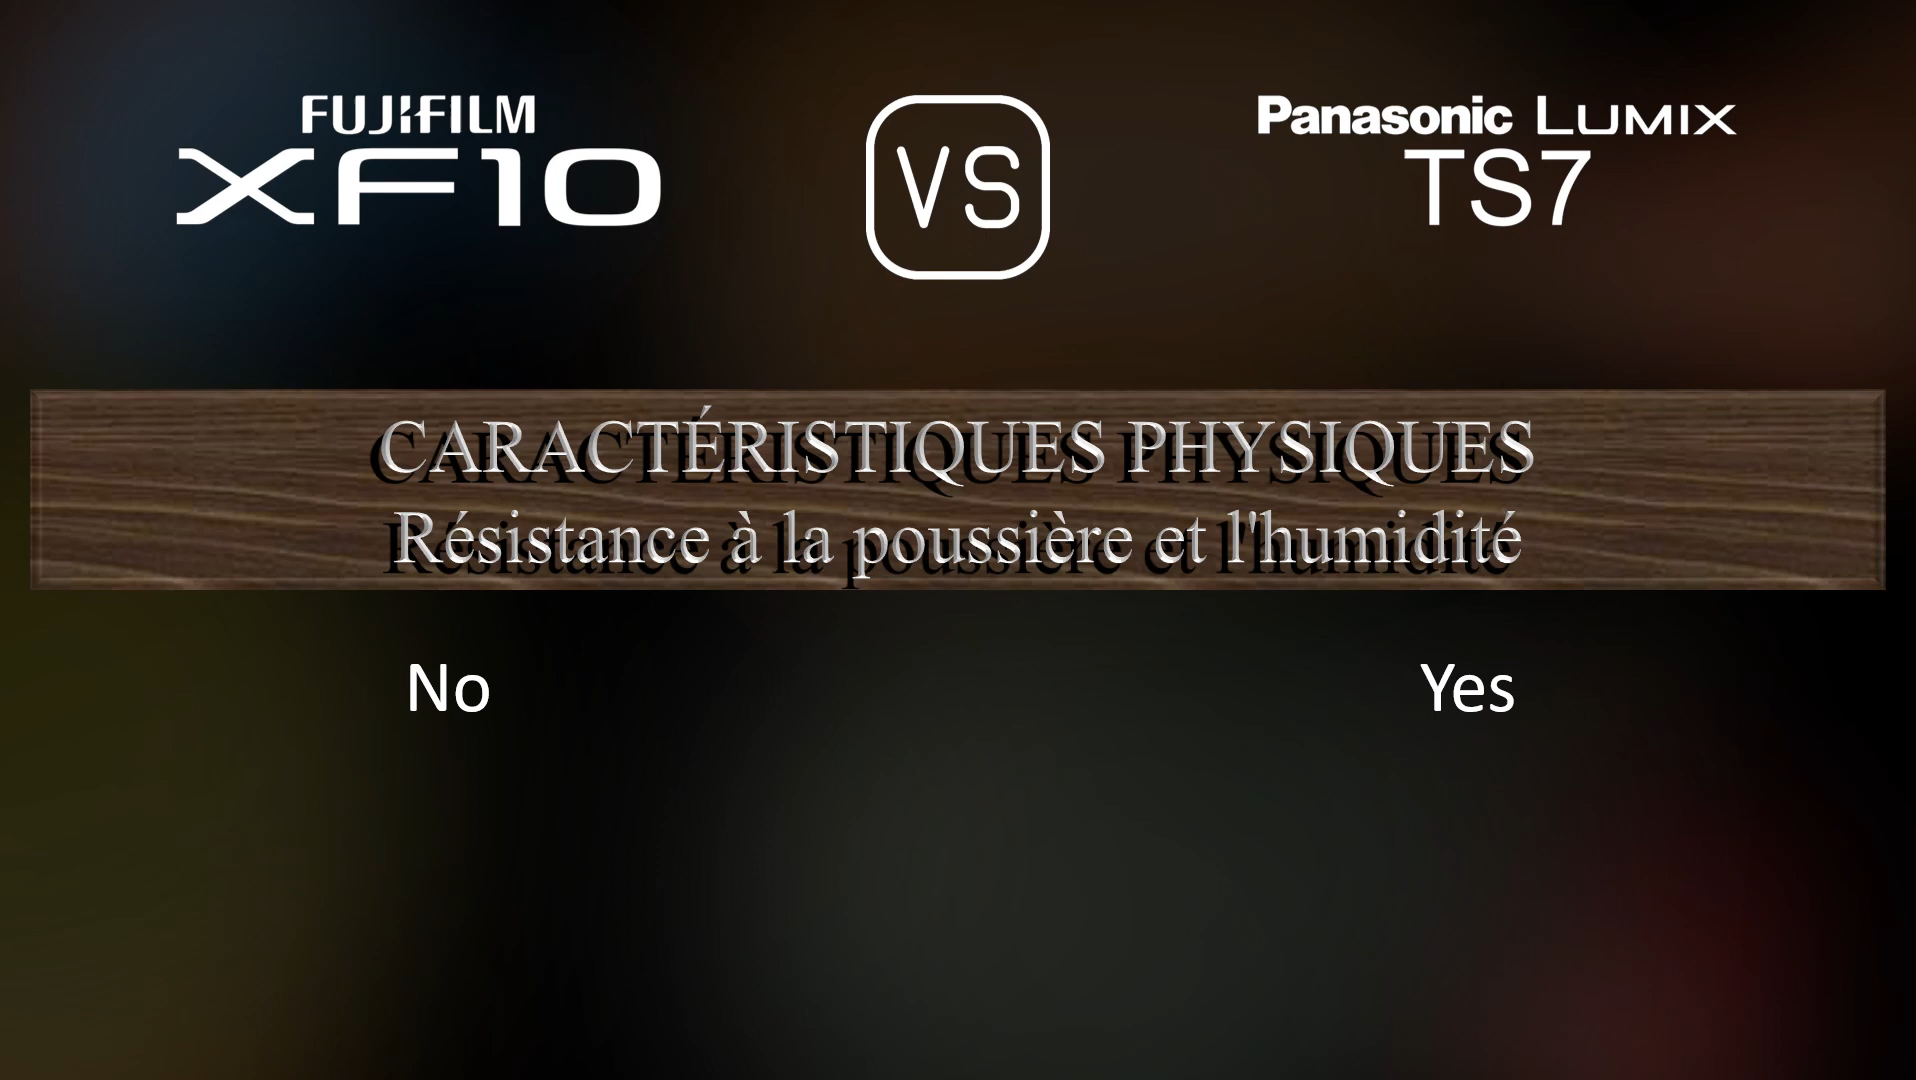 FUJIFILM
XF10
VS
Panasonic LUMIX
TS7
CARACTÉRISTIQUES PHYSIQUES
Résistance à la poussière et l'humidité
No
Yes